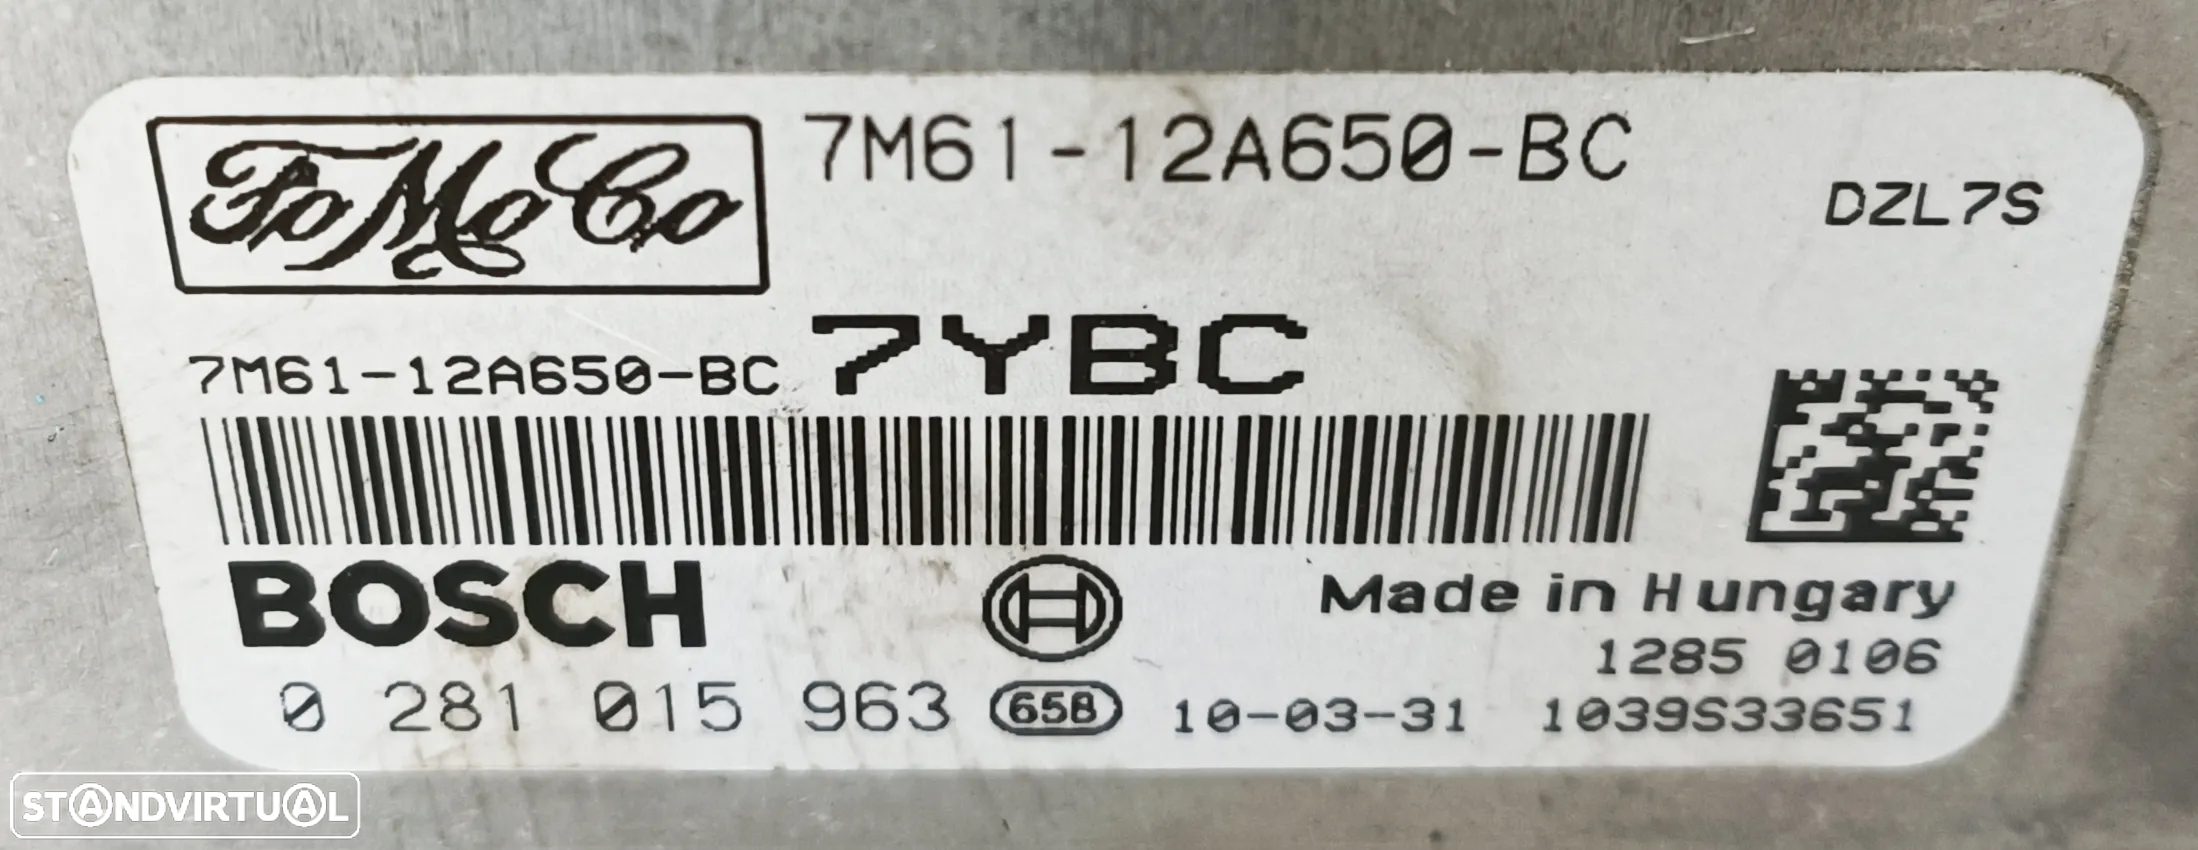 FoMoCo 7M61-12A650-BC
DZL7S
7M61-12A650-BC 7YBC
BOSCH
Made in Hungary
1285 0106
0 281 015 963 658 10-03-31 1039S33651
STANDVIRTUAL